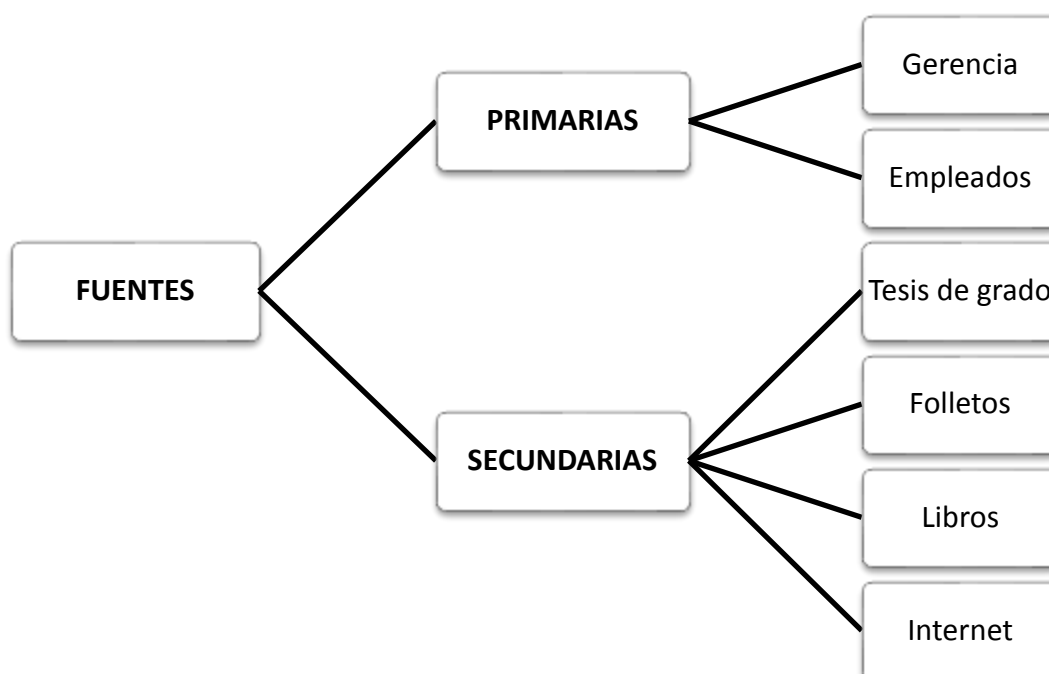 FUENTES
PRIMARIAS
Gerencia
Empleados
SECUNDARIAS
Tesis de grado
Folletos
Libros
Internet